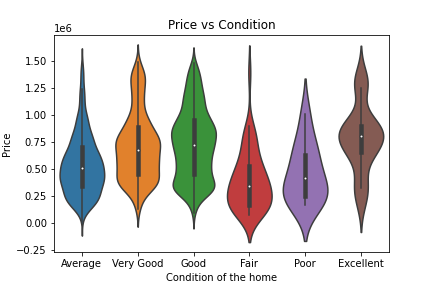 Price vs Condition
1e6
1.50
1.25
1.00
0.75
0.50
0.25
0.00
−0.25
Price
Average Very Good Good Fair Poor Excellent
Condition of the home